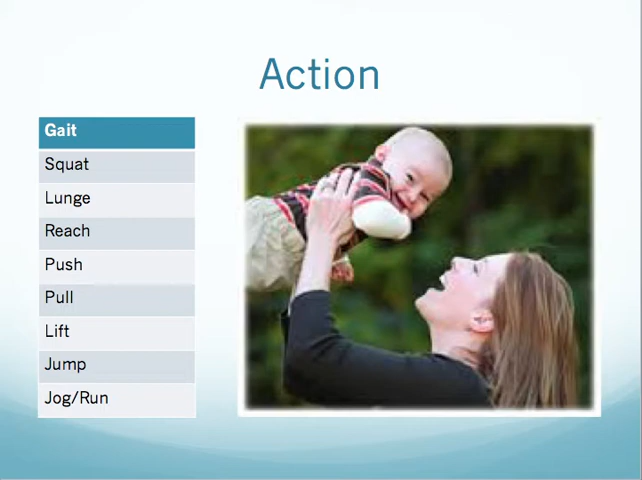 Action
Gait
Squat
Lunge
Reach
Push
Pull
Lift
Jump
Jog/Run